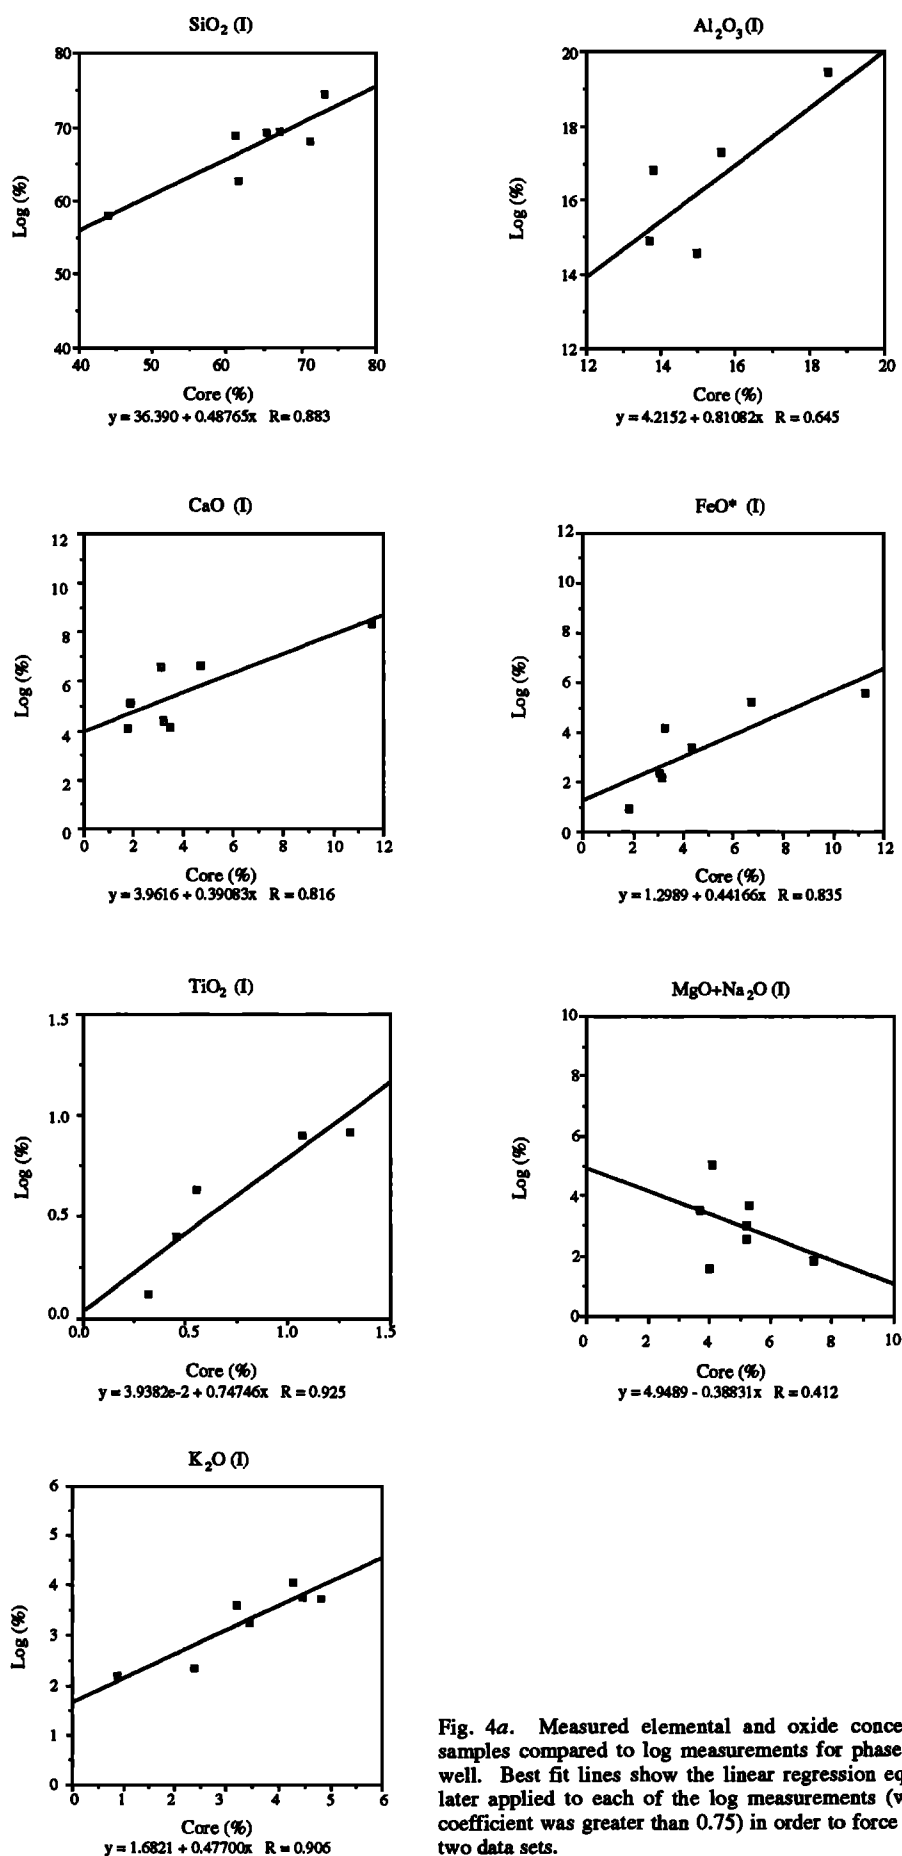 SiO₂ (I)
80
70
60
50
40
Log (%)
40 50 60 70 80
Core (%)
y = 36.390 + 0.48765x R = 0.883
Al₂O₃ (I)
20
18
16
14
12
Log (%)
12 14 16 18 20
Core (%)
y = 4.2152 + 0.81082x R = 0.645
CaO (I)
12
10
8
6
4
2
0
Log (%)
0 2 4 6 8 10 12
Core (%)
y = 3.9616 + 0.39083x R = 0.816
FeO* (I)
12
10
8
6
4
2
0
Log (%)
0 2 4 6 8 10 12
Core (%)
y = 1.2989 + 0.44166x R = 0.835
TiO₂ (I)
1.5
1.0
0.5
0.0
Log (%)
0.0 0.5 1.0 1.5
Core (%)
y = 3.9382e-2 + 0.74746x R = 0.925
MgO+Na₂O (I)
10
8
6
4
2
0
Log (%)
0 2 4 6 8 10
Core (%)
y = 4.9489 - 0.38831x R = 0.412
K₂O (I)
6
5
4
3
2
1
0
Log (%)
0 1 2 3 4 5 6
Core (%)
y = 1.6821 + 0.47700x R = 0.906
Fig. 4a. Measured elemental and oxide conce
samples compared to log measurements for phase
well. Best fit lines show the linear regression eq
later applied to each of the log measurements (w
coefficient was greater than 0.75) in order to force
two data sets.